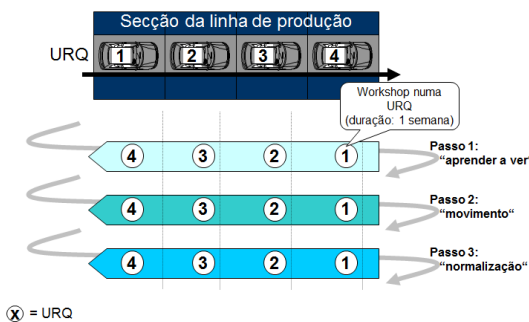 Secção da linha de produção
URQ 1 2 3 4
Workshop numa
URQ
(duração: 1 semana)
4 3 2 1
Passo 1:
“aprender a ver“
4 3 2 1
Passo 2:
“movimento“
4 3 2 1
Passo 3:
“normalização“
X = URQ